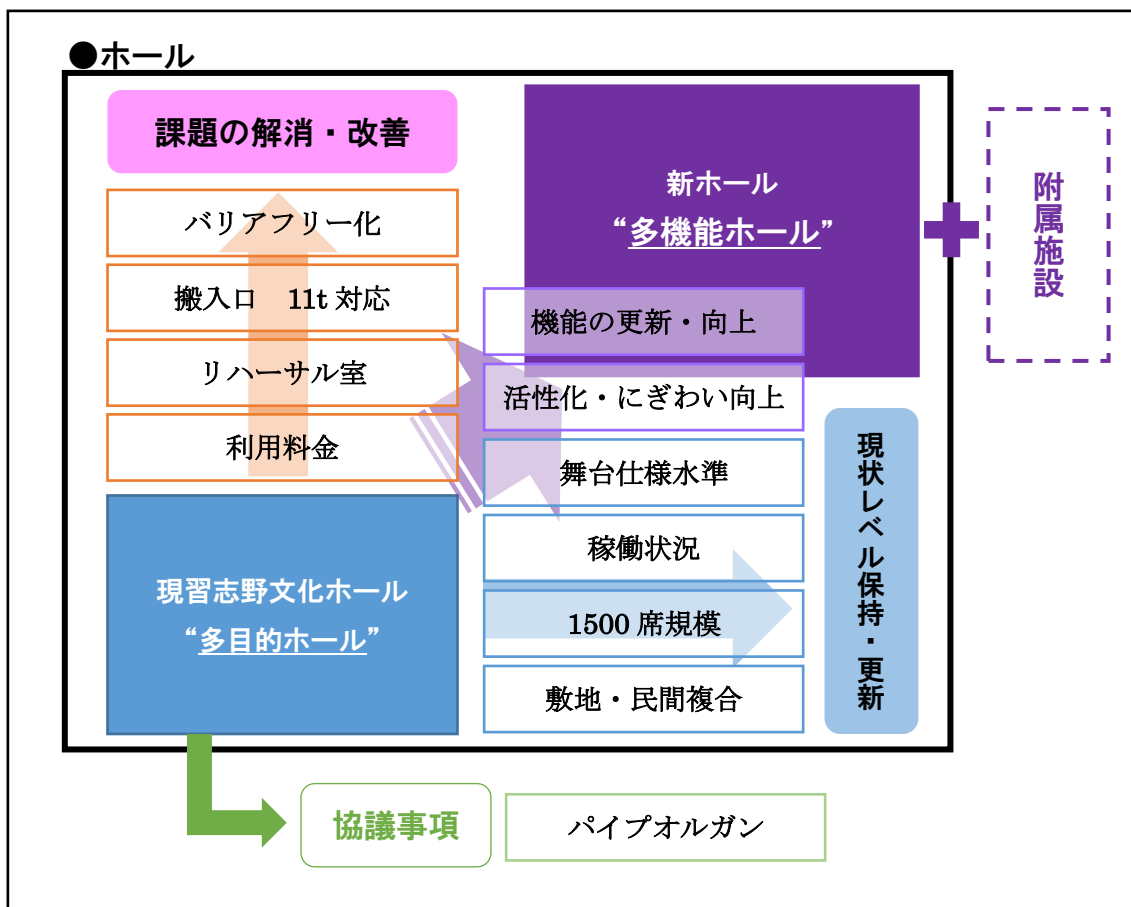 ●ホール
課題の解消・改善
バリアフリー化
搬入口　11t 対応
リハーサル室
利用料金
現習志野文化ホール
“多目的ホール”
新ホール
“多機能ホール”
機能の更新・向上
活性化・にぎわい向上
舞台仕様水準
稼働状況
1500 席規模
敷地・民間複合
現状レベル保持・更新
附属施設
協議事項
パイプオルガン